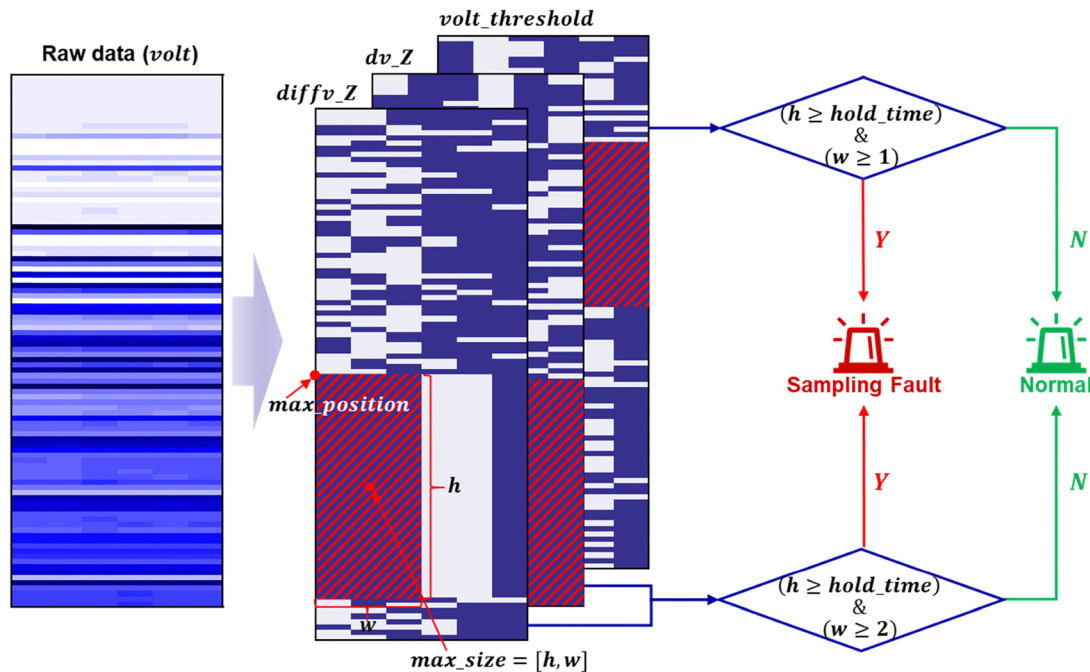 volt_threshold
Raw data (volt)
dv_Z
diffv_Z
(h ≥ hold_time)
&
(w ≥ 1)
Y
N
Sampling Fault
Normal
max_position
h
Y
N
(h ≥ hold_time)
&
(w ≥ 2)
w
max_size = [h, w]